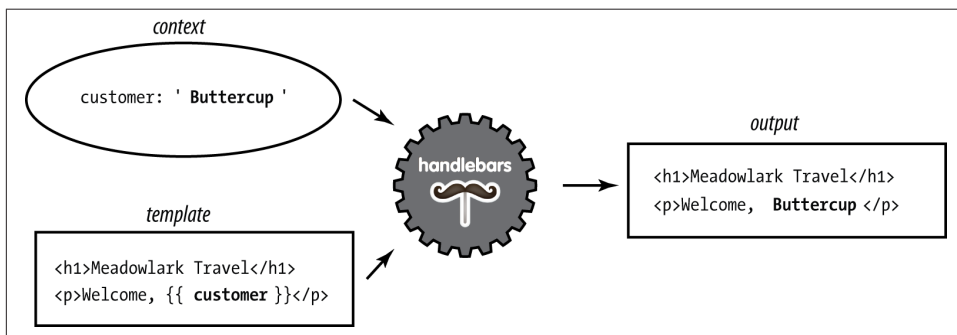 context
customer: ' Buttercup '
handlebars
template
<h1>Meadowlark Travel</h1>
<p>Welcome, {{ customer }}</p>
output
<h1>Meadowlark Travel</h1>
<p>Welcome, Buttercup </p>